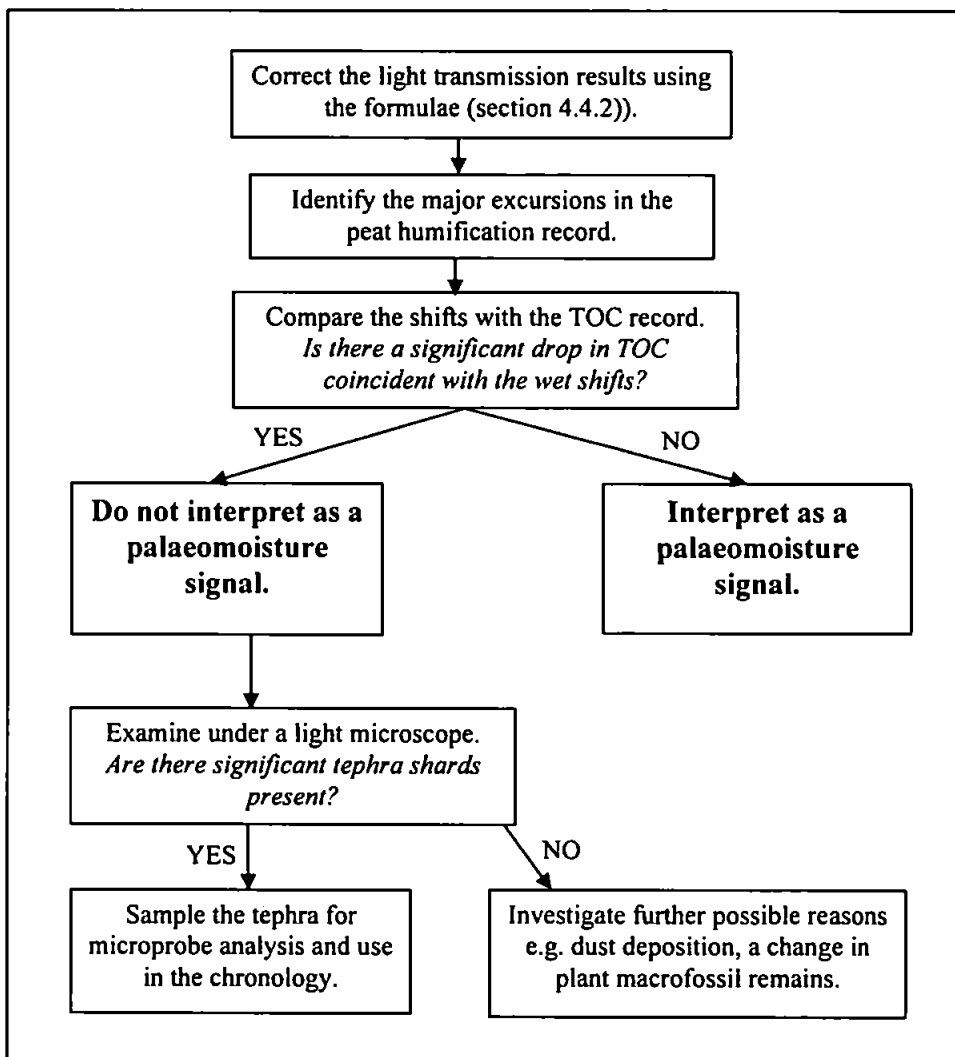 Correct the light transmission results using
the formulae (section 4.4.2)).
Identify the major excursions in the
peat humification record.
Compare the shifts with the TOC record.
Is there a significant drop in TOC
coincident with the wet shifts?
YES
NO
Do not interpret as a
palaeomoisture
signal.
Interpret as a
palaeomoisture
signal.
Examine under a light microscope.
Are there significant tephra shards
present?
YES
NO
Sample the tephra for
microprobe analysis and use
in the chronology.
Investigate further possible reasons
e.g. dust deposition, a change in
plant macrofossil remains.